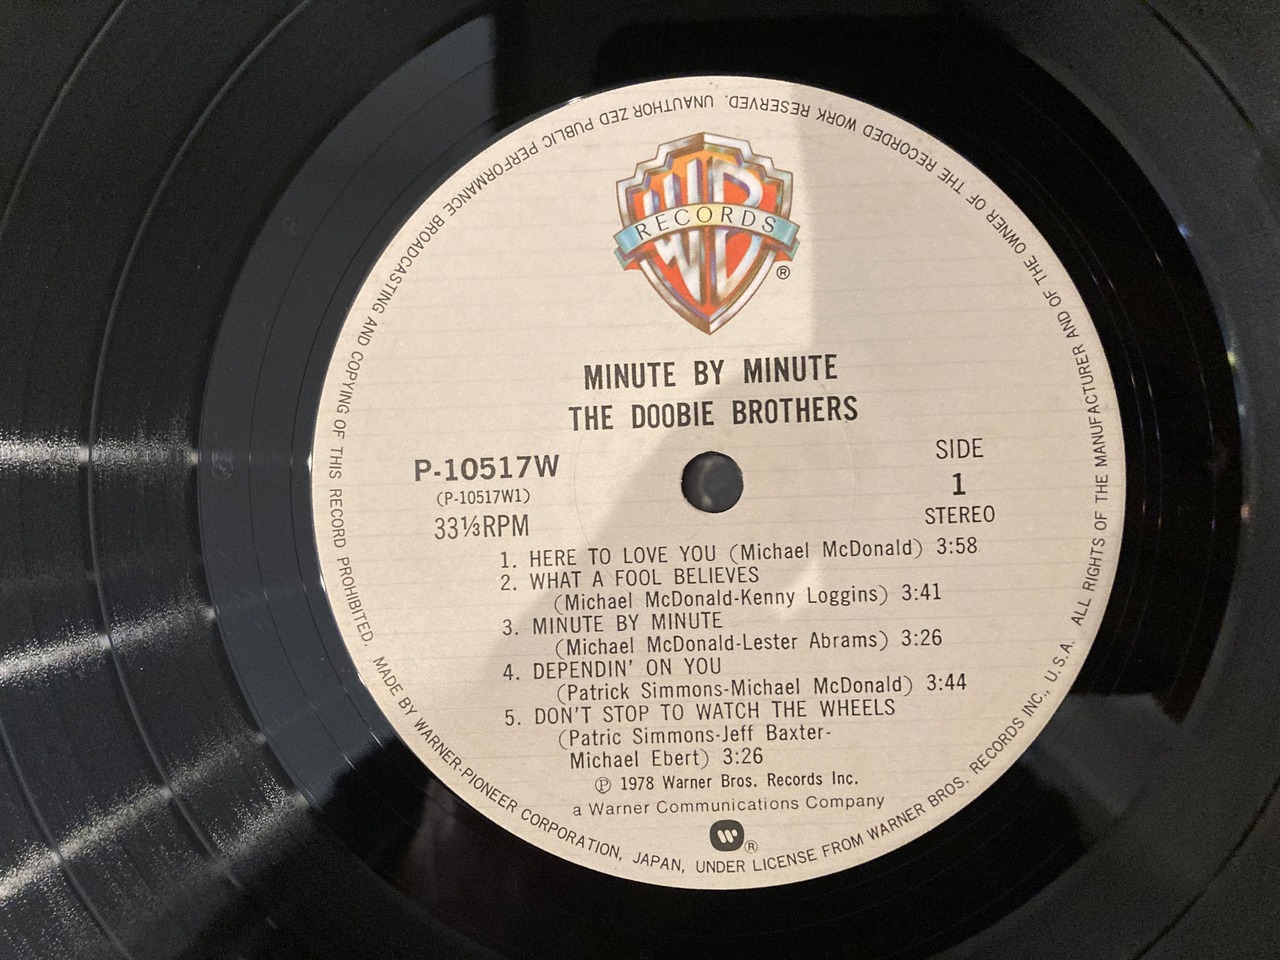 RECORDS
WB
®
MINUTE BY MINUTE
THE DOOBIE BROTHERS
P-10517W
(P-10517W1)
33⅓RPM
SIDE
1
STEREO
1. HERE TO LOVE YOU (Michael McDonald) 3:58
2. WHAT A FOOL BELIEVES
(Michael McDonald-Kenny Loggins) 3:41
3. MINUTE BY MINUTE
(Michael McDonald-Lester Abrams) 3:26
4. DEPENDIN' ON YOU
(Patrick Simmons-Michael McDonald) 3:44
5. DON'T STOP TO WATCH THE WHEELS
(Patric Simmons-Jeff Baxter-
Michael Ebert) 3:26
Ⓟ 1978 Warner Bros. Records Inc.
a Warner Communications Company
®
MADE BY WARNER-PIONEER CORPORATION, JAPAN, UNDER LICENSE FROM WARNER BROS. RECORDS INC., U.S.A. ALL RIGHTS OF THE MANUFACTURER AND OF THE OWNER OF THE RECORDED WORK RESERVED. UNAUTHOR ZED PUBLIC PERFORMANCE BROADCASTING AND COPYING OF THIS RECORD PROHIBITED.